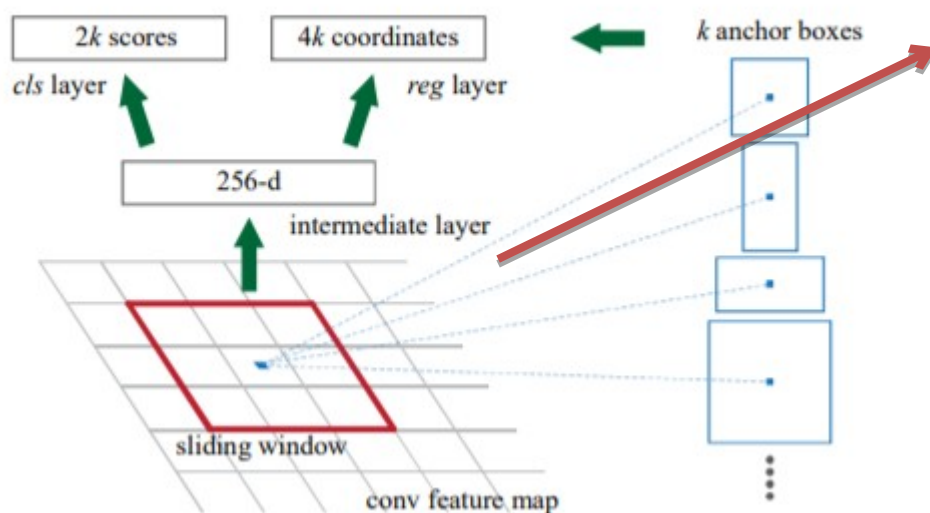 2k scores
4k coordinates
k anchor boxes
cls layer
reg layer
256-d
intermediate layer
sliding window
conv feature map